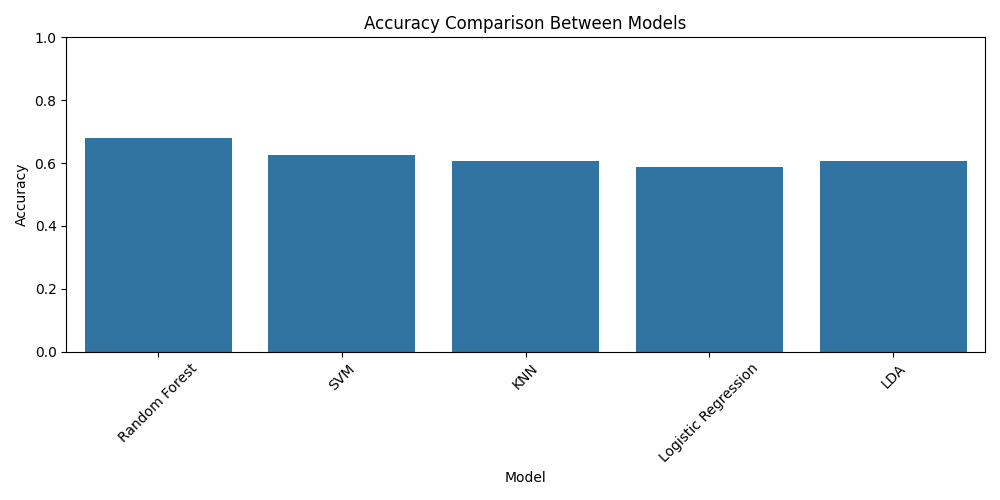 Accuracy Comparison Between Models
Accuracy
1.0
0.8
0.6
0.4
0.2
0.0
Random Forest
SVM
KNN
Logistic Regression
LDA
Model